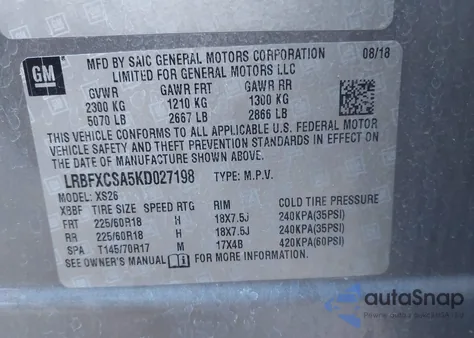 GM
MFD BY SAIC GENERAL MOTORS CORPORATION 08/18
LIMITED FOR GENERAL MOTORS LLC
GVWR GAWR FRT GAWR RR
2300 KG 1210 KG 1300 KG
5070 LB 2667 LB 2866 LB
THIS VEHICLE CONFORMS TO ALL APPLICABLE U.S. FEDERAL MOTOR
VEHICLE SAFETY AND THEFT PREVENTION STANDARDS IN EFFECT ON
THE DATE OF MANUFACTURE SHOWN ABOVE.
LRBFXCSA5KD027198 TYPE: M.P.V.
MODEL: XS26
XBBF TIRE SIZE SPEED RTG RIM COLD TIRE PRESSURE
FRT 225/60R18 H 18X7.5J 240KPA(35PSI)
RR 225/60R18 H 18X7.5J 240KPA(35PSI)
SPA T145/70R17 M 17X4B 420KPA(60PSI)
SEE OWNER'S MANUAL FOR MORE INFORMATION.
autoSnap